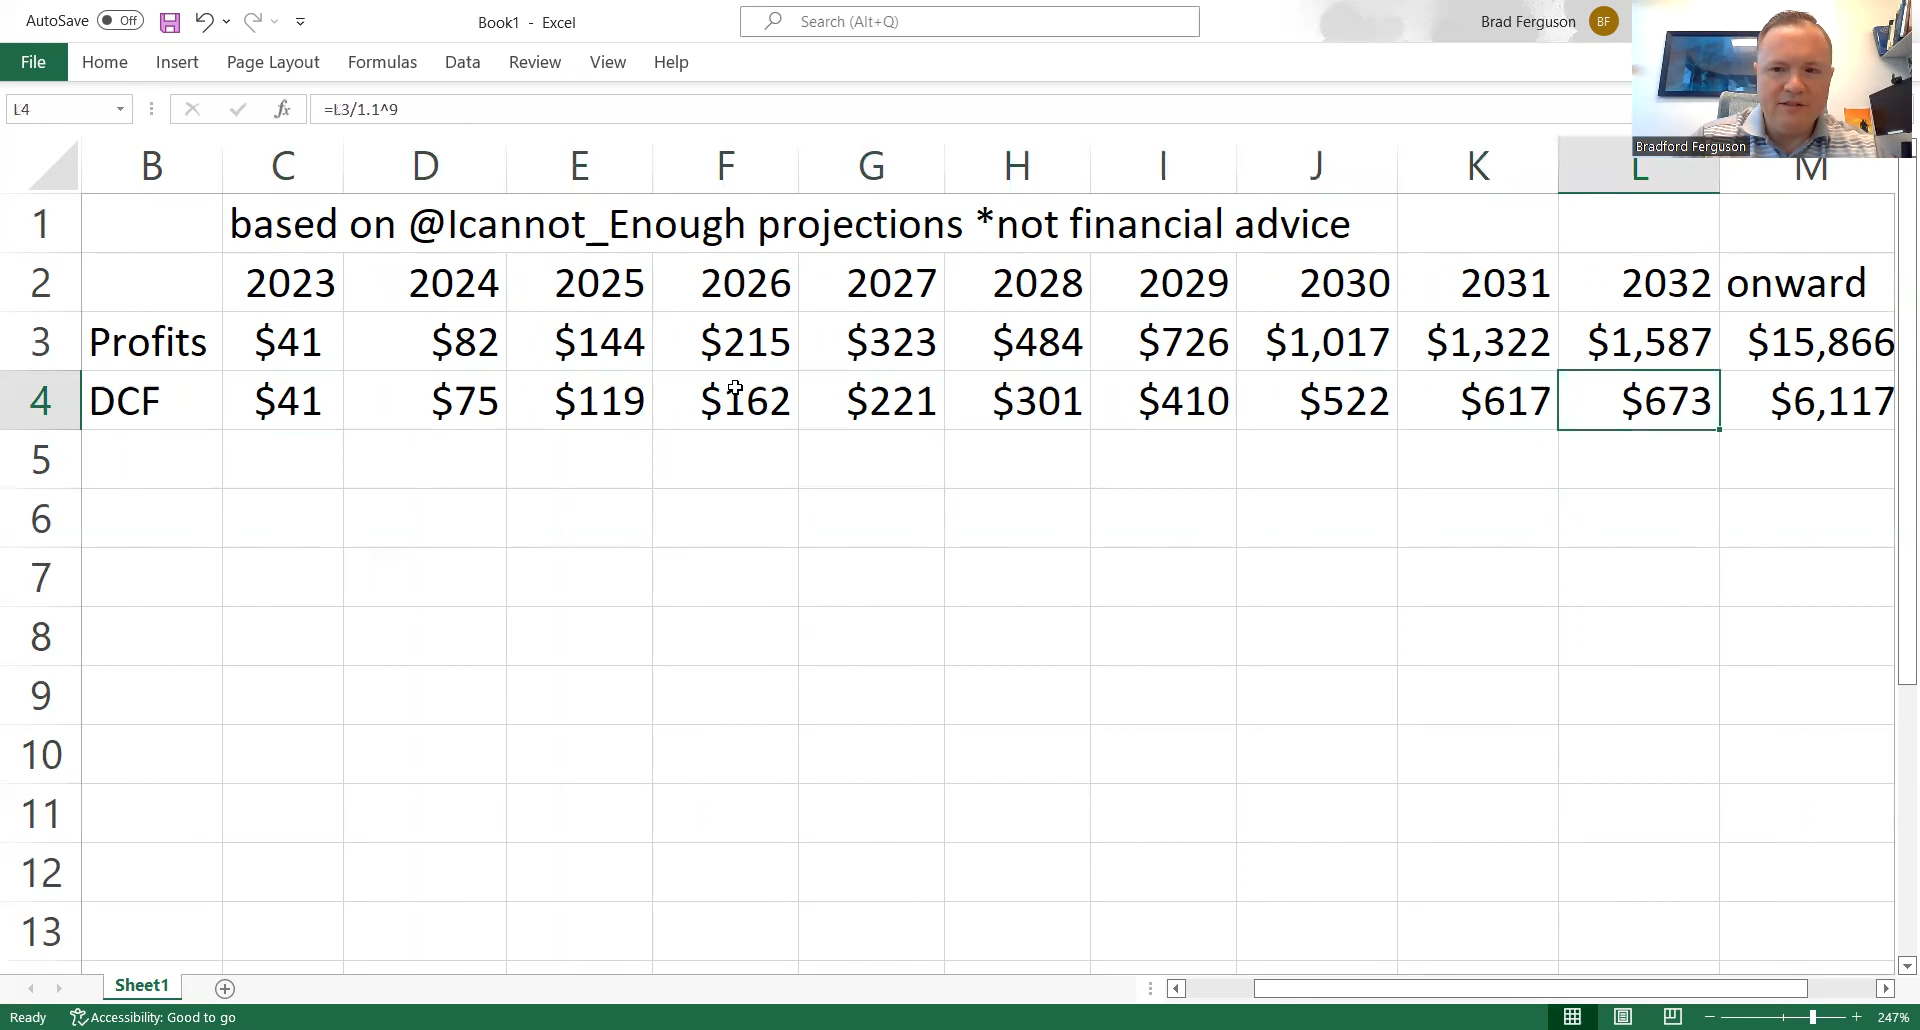 AutoSave Off Book1 - Excel Search (Alt+Q) Brad Ferguson BF
File Home Insert Page Layout Formulas Data Review View Help
L4 fx =L3/1.1^9
Bradford Ferguson
B C D E F G H I J K L M
1 based on @Icannot_Enough projections *not financial advice
2 2023 2024 2025 2026 2027 2028 2029 2030 2031 2032 onward
3 Profits $41 $82 $144 $215 $323 $484 $726 $1,017 $1,322 $1,587 $15,866
4 DCF $41 $75 $119 $162 $221 $301 $410 $522 $617 $673 $6,117
5
6
7
8
9
10
11
12
13
Sheet1
Ready Accessibility: Good to go 247%